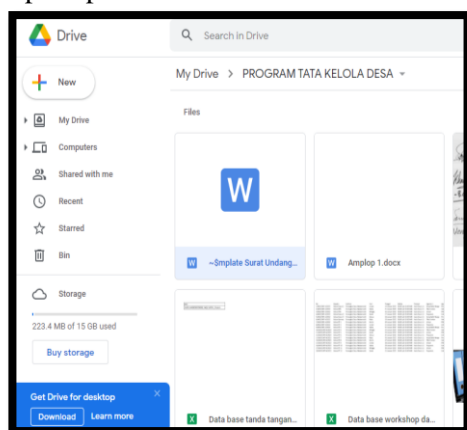 Drive
Search in Drive
New
My Drive > PROGRAM TATA KELOLA DESA
My Drive
Computers
Shared with me
Recent
Starred
Bin
Storage
223.4 MB of 15 GB used
Buy storage
Get Drive for desktop
Download Learn more
Files
W
W ~$mplate Surat Undang...
W Amplop 1.docx
X Data base tanda tangan...
X Data base workshop da...